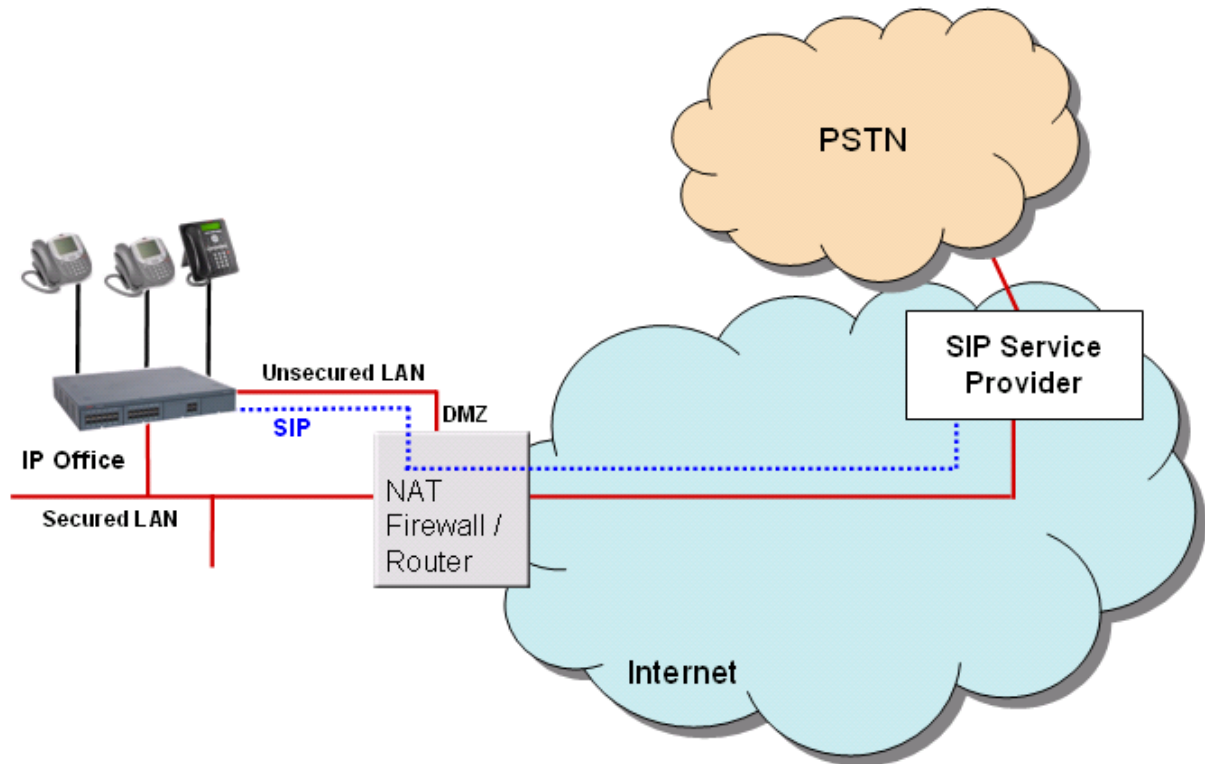 PSTN
SIP Service
Provider
Unsecured LAN
DMZ
SIP
IP Office
NAT
Firewall /
Router
Secured LAN
Internet